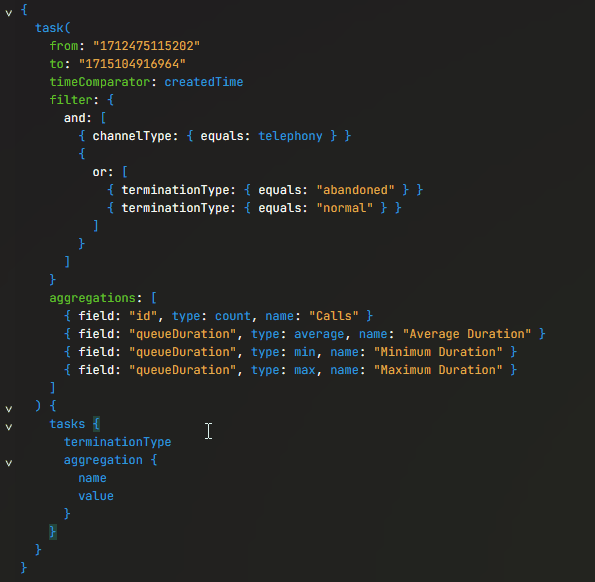 {
  task(
    from: "1712475115202"
    to: "1715104916964"
    timeComparator: createdTime
    filter: {
      and: [
        { channelType: { equals: telephony } }
        {
          or: [
            { terminationType: { equals: "abandoned" } }
            { terminationType: { equals: "normal" } }
          ]
        }
      ]
    }
    aggregations: [
      { field: "id", type: count, name: "Calls" }
      { field: "queueDuration", type: average, name: "Average Duration" }
      { field: "queueDuration", type: min, name: "Minimum Duration" }
      { field: "queueDuration", type: max, name: "Maximum Duration" }
    ]
  ) {
    tasks {
      terminationType
      aggregation {
        name
        value
      }
    }
  }
}